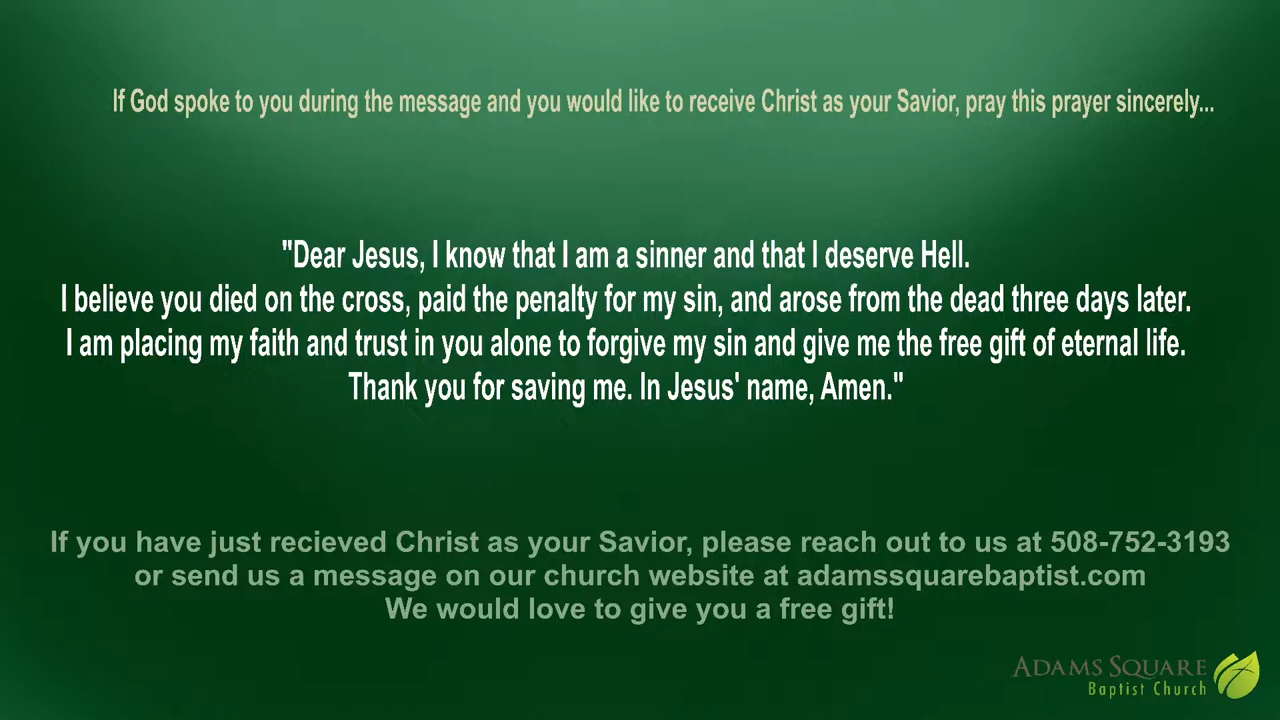 If God spoke to you during the message and you would like to receive Christ as your Savior, pray this prayer sincerely...
"Dear Jesus, I know that I am a sinner and that I deserve Hell.
I believe you died on the cross, paid the penalty for my sin, and arose from the dead three days later.
I am placing my faith and trust in you alone to forgive my sin and give me the free gift of eternal life.
Thank you for saving me. In Jesus' name, Amen."
If you have just recieved Christ as your Savior, please reach out to us at 508-752-3193
or send us a message on our church website at adamssquarebaptist.com
We would love to give you a free gift!
ADAMS SQUARE
Baptist Church